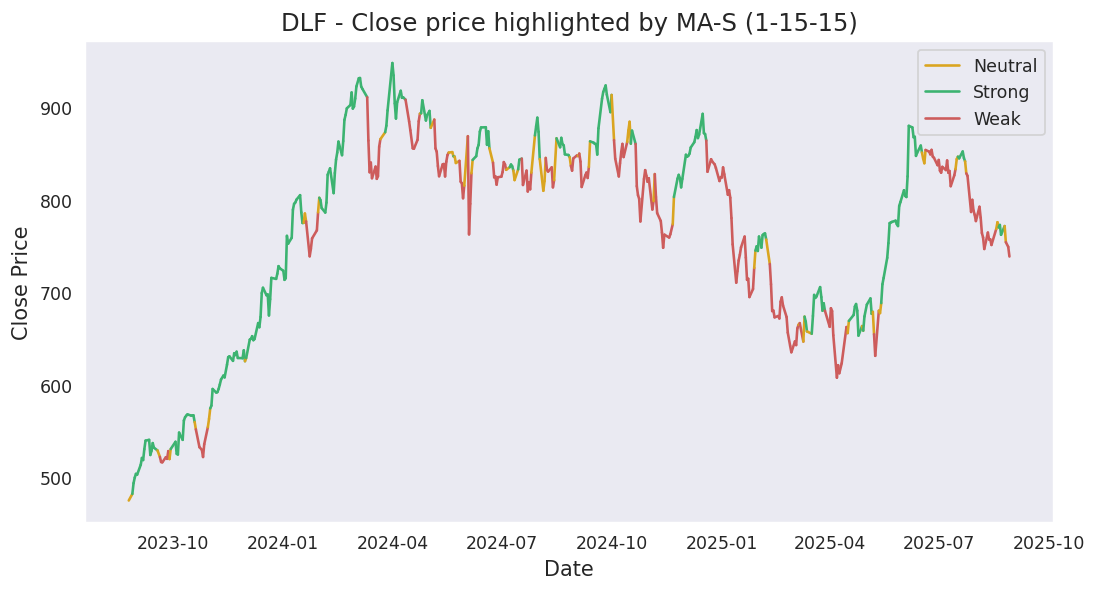 DLF - Close price highlighted by MA-S (1-15-15)
Neutral
Strong
Weak
Close Price
900
800
700
600
500
2023-10
2024-01
2024-04
2024-07
2024-10
2025-01
2025-04
2025-07
2025-10
Date